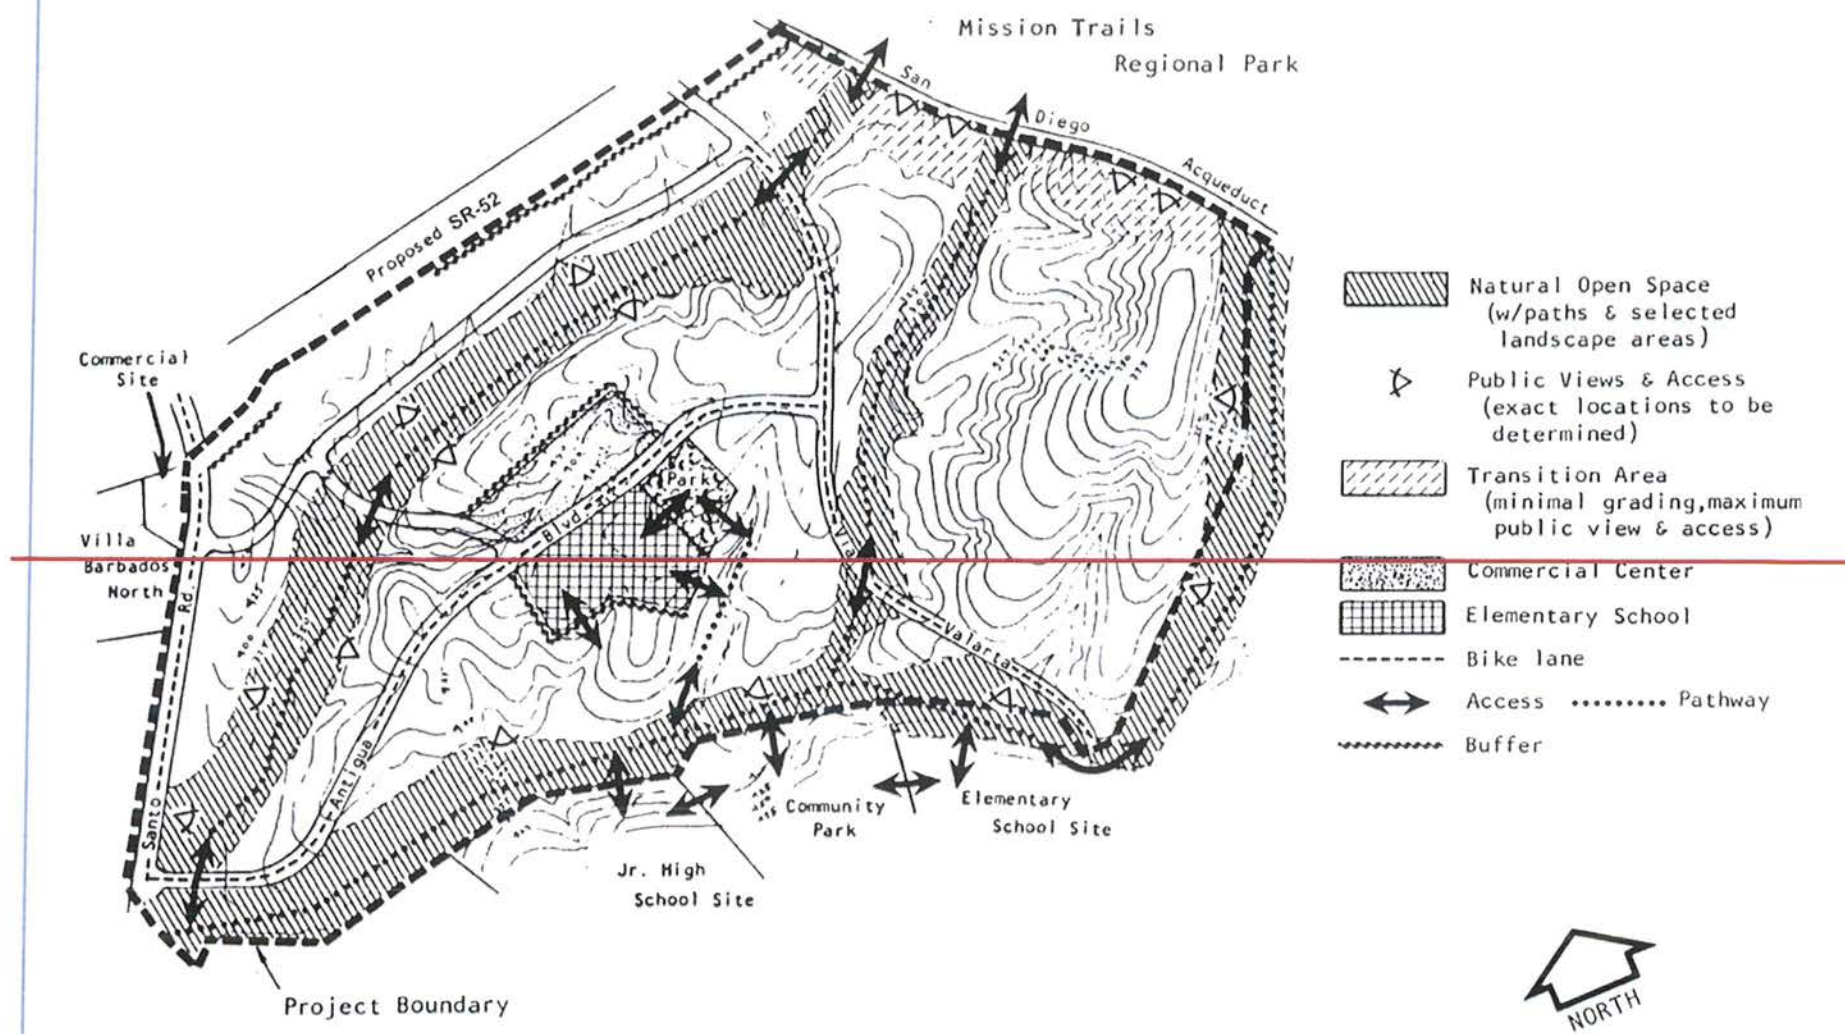 Mission Trails
Regional Park
San
Diego
Acqueduct
Proposed SR-52
Commercial
Site
Villa
Barbados
North
Santo
Rd.
Antigua
Blvd.
Park
Via
Valarta
Community
Park
Elementary
School Site
Jr. High
School Site
Project Boundary
Natural Open Space
(w/paths & selected
landscape areas)
Public Views & Access
(exact locations to be
determined)
Transition Area
(minimal grading,maximum
public view & access)
Commercial Center
Elementary School
Bike lane
Access
Pathway
Buffer
NORTH